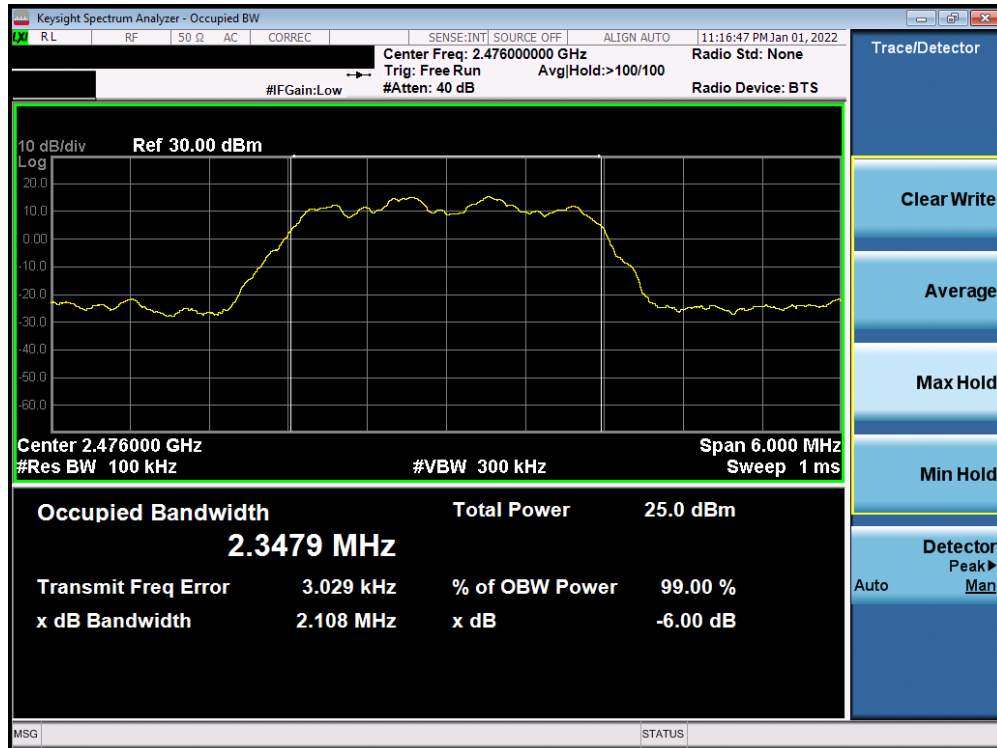 Keysight Spectrum Analyzer - Occupied BW
LXI RL RF 50 Ω AC CORREC SENSE:INT SOURCE OFF ALIGN AUTO 11:16:47 PM Jan 01, 2022
Center Freq: 2.476000000 GHz Radio Std: None
Trig: Free Run Avg|Hold:>100/100
#IFGain:Low #Atten: 40 dB Radio Device: BTS
10 dB/div Ref 30.00 dBm
Log
20.0
10.0
0.00
-10.0
-20.0
-30.0
-40.0
-50.0
-60.0
Center 2.476000 GHz Span 6.000 MHz
#Res BW 100 kHz #VBW 300 kHz Sweep 1 ms
Occupied Bandwidth Total Power 25.0 dBm
2.3479 MHz
Transmit Freq Error 3.029 kHz % of OBW Power 99.00 %
x dB Bandwidth 2.108 MHz x dB -6.00 dB
MSG STATUS
Trace/Detector
Clear Write
Average
Max Hold
Min Hold
Detector
Peak▶
Auto Man